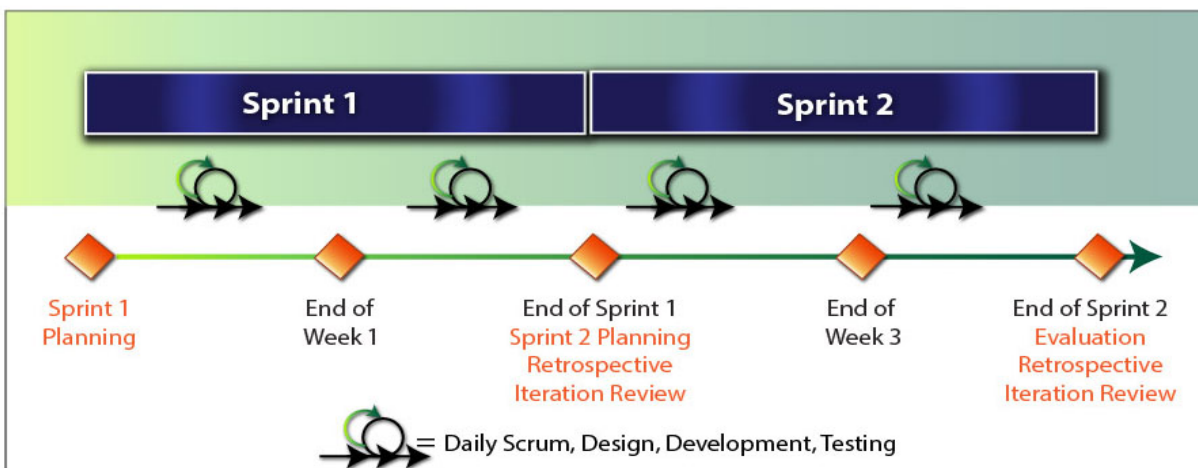 Sprint 1
Sprint 2
Sprint 1
Planning
End of
Week 1
End of Sprint 1
Sprint 2 Planning
Retrospective
Iteration Review
End of
Week 3
End of Sprint 2
Evaluation
Retrospective
Iteration Review
= Daily Scrum, Design, Development, Testing